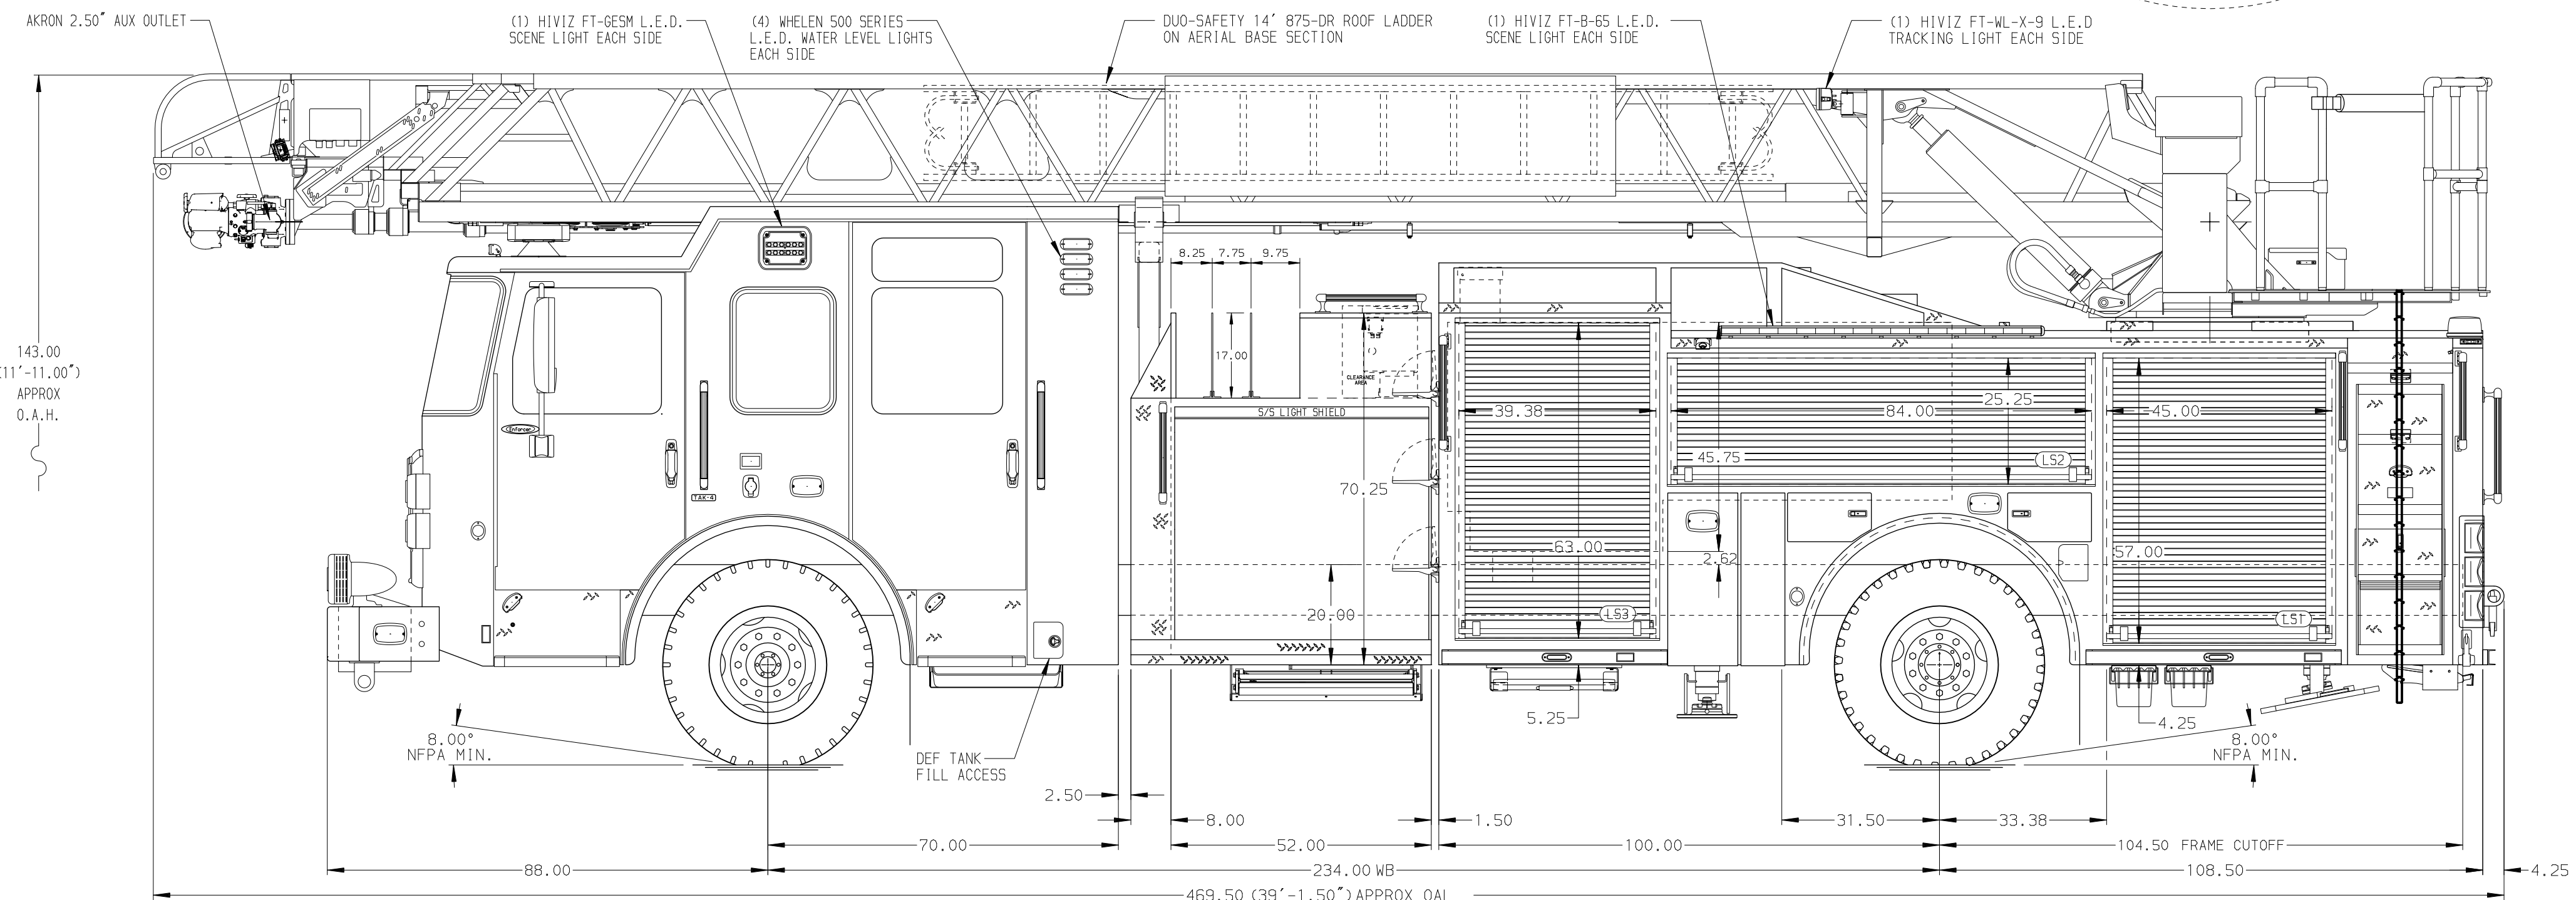 AKRON 2.50" AUX OUTLET
(1) HIVIZ FT-GESM L.E.D.
SCENE LIGHT EACH SIDE
(4) WHELEN 500 SERIES
L.E.D. WATER LEVEL LIGHTS
EACH SIDE
DUO-SAFETY 14' 875-DR ROOF LADDER
ON AERIAL BASE SECTION
(1) HIVIZ FT-B-65 L.E.D.
SCENE LIGHT EACH SIDE
(1) HIVIZ FT-WL-X-9 L.E.D
TRACKING LIGHT EACH SIDE
143.00
(11'-11.00")
APPROX
O.A.H.
8.25
7.75
9.75
17.00
CLEARANCE
AREA
S/S LIGHT SHIELD
39.38
84.00
25.25
45.00
Enforcer
45.75
LS2
70.25
TAK-4
63.00
2.62
57.00
20.00
LS3
LS1
5.25
4.25
8.00°
NFPA MIN.
8.00°
NFPA MIN.
DEF TANK
FILL ACCESS
2.50
8.00
1.50
31.50
33.38
70.00
52.00
100.00
104.50 FRAME CUTOFF
88.00
234.00 WB
108.50
4.25
469.50 (39'-1.50") APPROX OAL